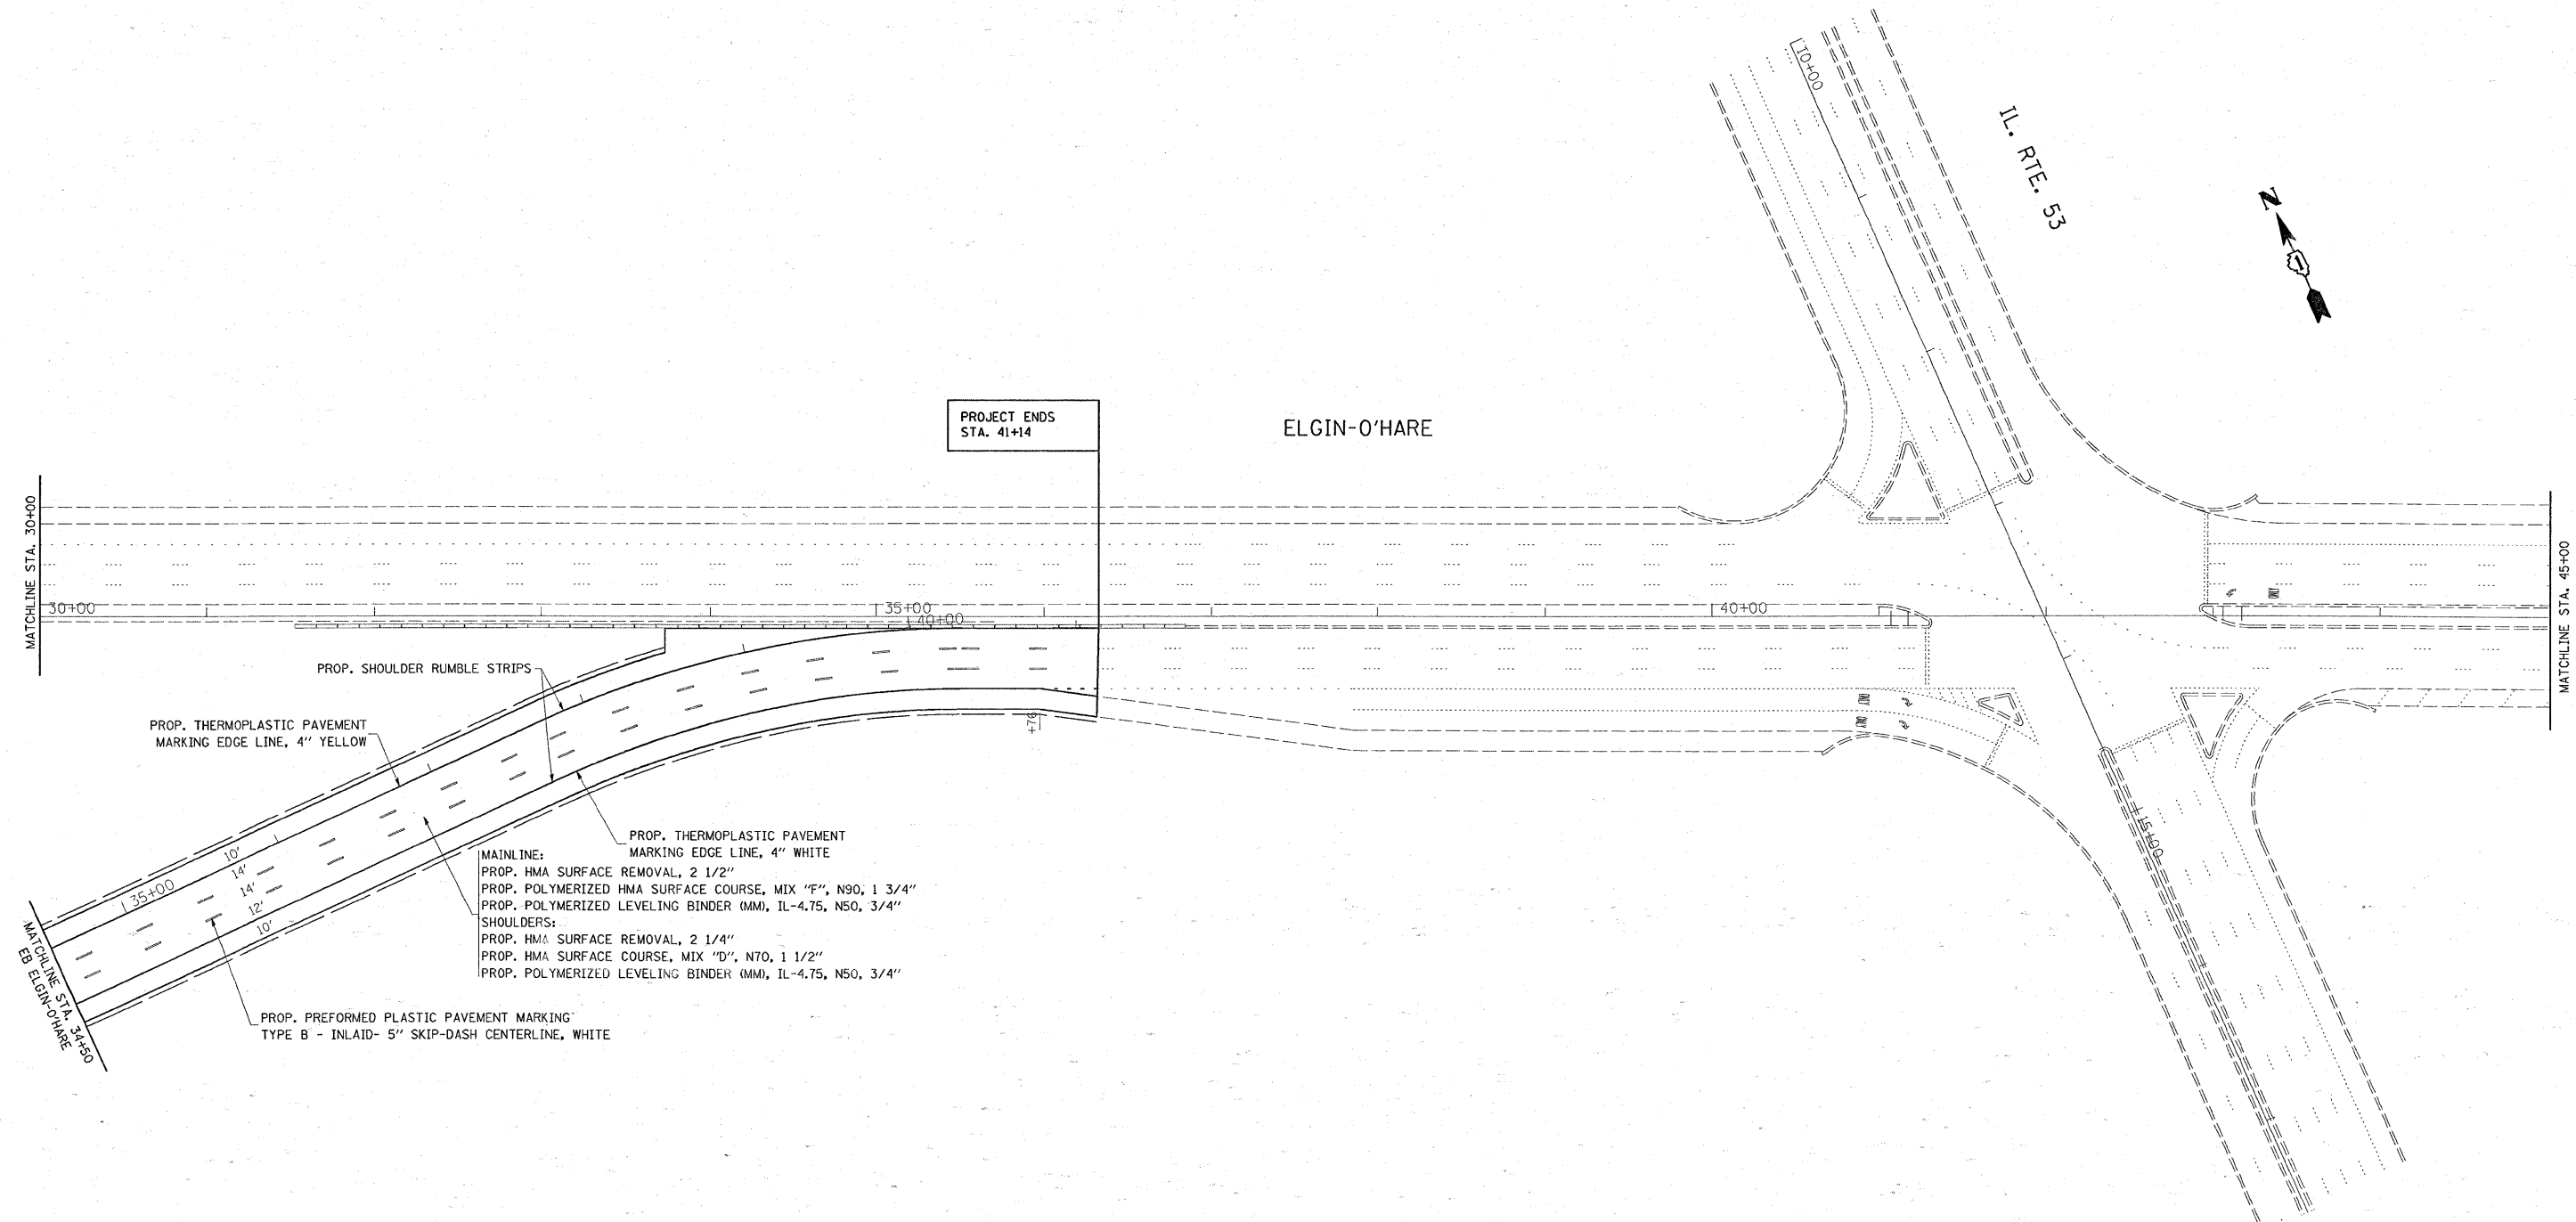 10+00
IL. RTE. 53
N
PROJECT ENDS
STA. 41+14
ELGIN-O'HARE
MATCHLINE STA. 30+00
MATCHLINE STA. 45+00
30+00
35+00
40+00
40+00
ONLY
ONLY
ONLY
+76
PROP. SHOULDER RUMBLE STRIPS
PROP. THERMOPLASTIC PAVEMENT
MARKING EDGE LINE, 4" YELLOW
PROP. THERMOPLASTIC PAVEMENT
MARKING EDGE LINE, 4" WHITE
MAINLINE:
PROP. HMA SURFACE REMOVAL, 2 1/2"
PROP. POLYMERIZED HMA SURFACE COURSE, MIX "F", N90, 1 3/4"
PROP. POLYMERIZED LEVELING BINDER (MM), IL-4.75, N50, 3/4"
SHOULDERS:
PROP. HMA SURFACE REMOVAL, 2 1/4"
PROP. HMA SURFACE COURSE, MIX "D", N70, 1 1/2"
PROP. POLYMERIZED LEVELING BINDER (MM), IL-4.75, N50, 3/4"
10'
14'
14'
12'
10'
35+00
15+00
MATCHLINE STA. 34+50
EB ELGIN-O'HARE
PROP. PREFORMED PLASTIC PAVEMENT MARKING
TYPE B - INLAID- 5" SKIP-DASH CENTERLINE, WHITE